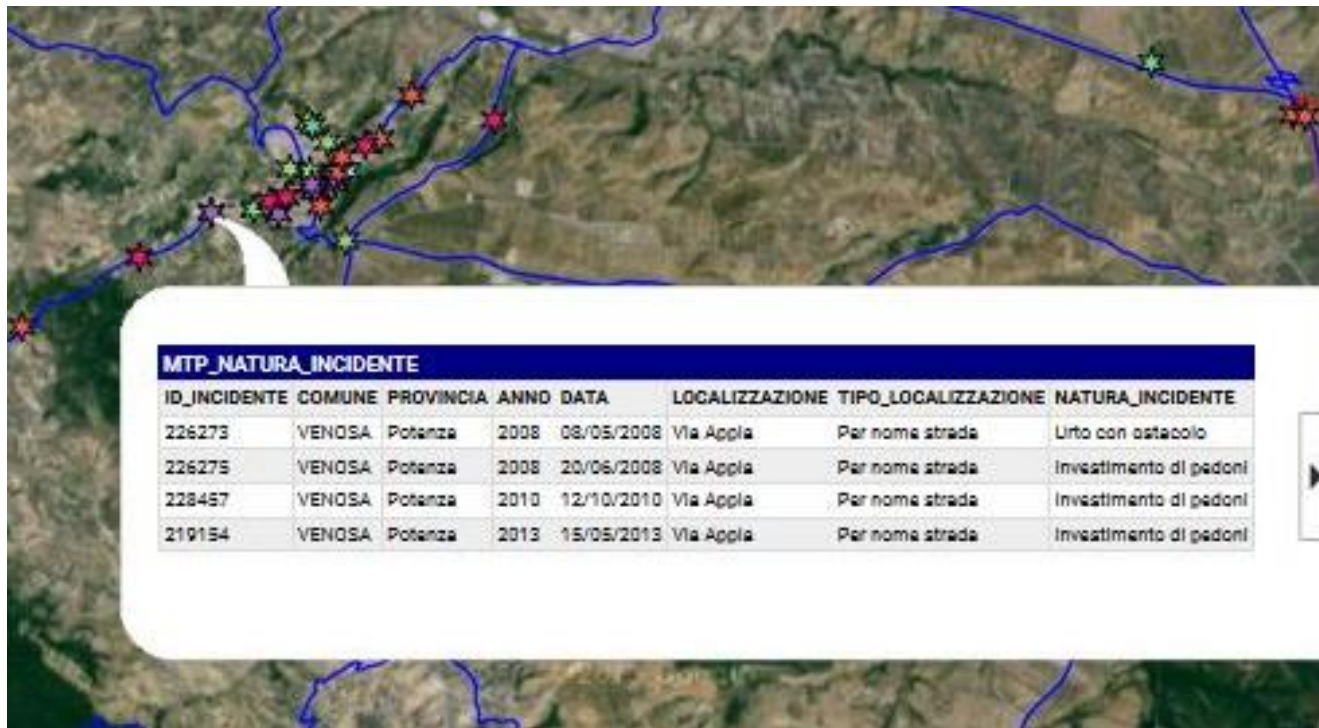 MTP_NATURA_INCIDENTE
ID_INCIDENTE COMUNE PROVINCIA ANNO DATA LOCALIZZAZIONE TIPO_LOCALIZZAZIONE NATURA_INCIDENTE
226273 VENOSA Potenza 2008 08/05/2008 Via Appia Per nome strada Urto con ostacolo
226275 VENOSA Potenza 2008 20/06/2008 Via Appia Per nome strada Investimento di pedoni
228457 VENOSA Potenza 2010 12/10/2010 Via Appia Per nome strada Investimento di pedoni
219154 VENOSA Potenza 2013 15/05/2013 Via Appia Per nome strada Investimento di pedoni